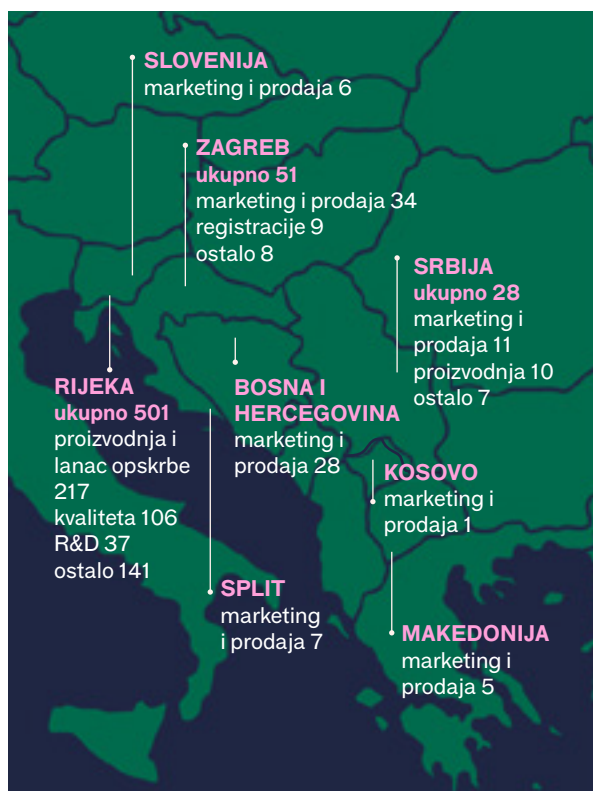 SLOVENIJA
marketing i prodaja 6
ZAGREB
ukupno 51
marketing i prodaja 34
registracije 9
ostalo 8
SRBIJA
ukupno 28
marketing i
prodaja 11
proizvodnja 10
ostalo 7
RIJEKA
ukupno 501
proizvodnja i
lanac opskrbe
217
kvaliteta 106
R&D 37
ostalo 141
BOSNA I
HERCEGOVINA
marketing i
prodaja 28
KOSOVO
marketing i
prodaja 1
SPLIT
marketing
i prodaja 7
MAKEDONIJA
marketing i
prodaja 5